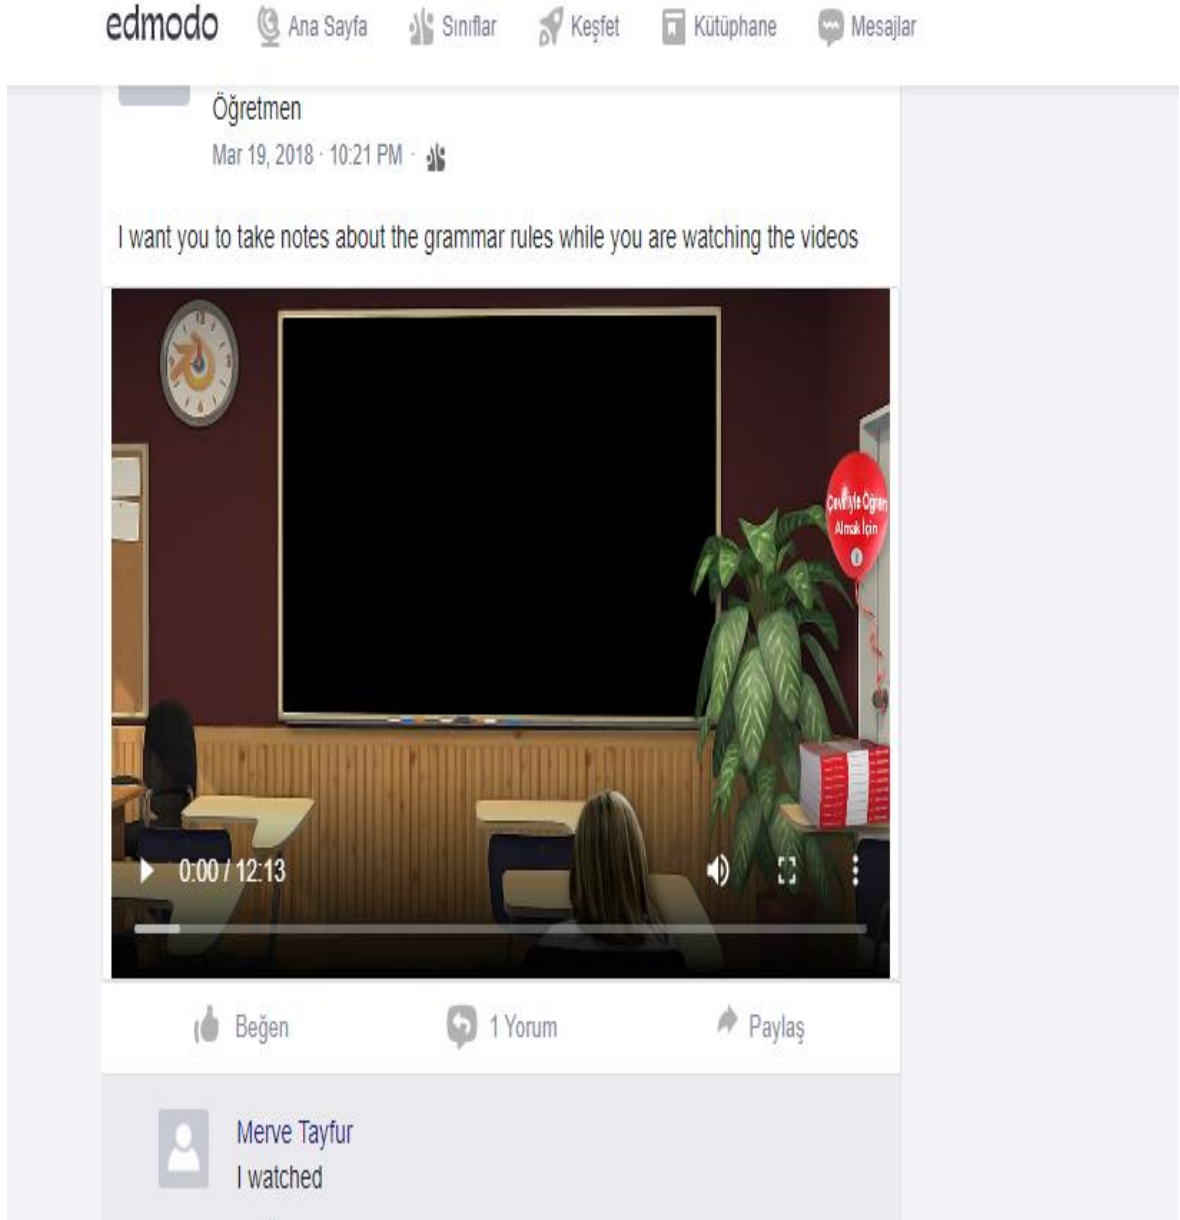 edmodo Ana Sayfa Sınıflar Keşfet Kütüphane Mesajlar
Öğretmen
Mar 19, 2018 · 10:21 PM ·
I want you to take notes about the grammar rules while you are watching the videos
Çeviriyle Öğren
Almak İçin
0:00 / 12:13
Beğen 1 Yorum Paylaş
Merve Tayfur
I watched